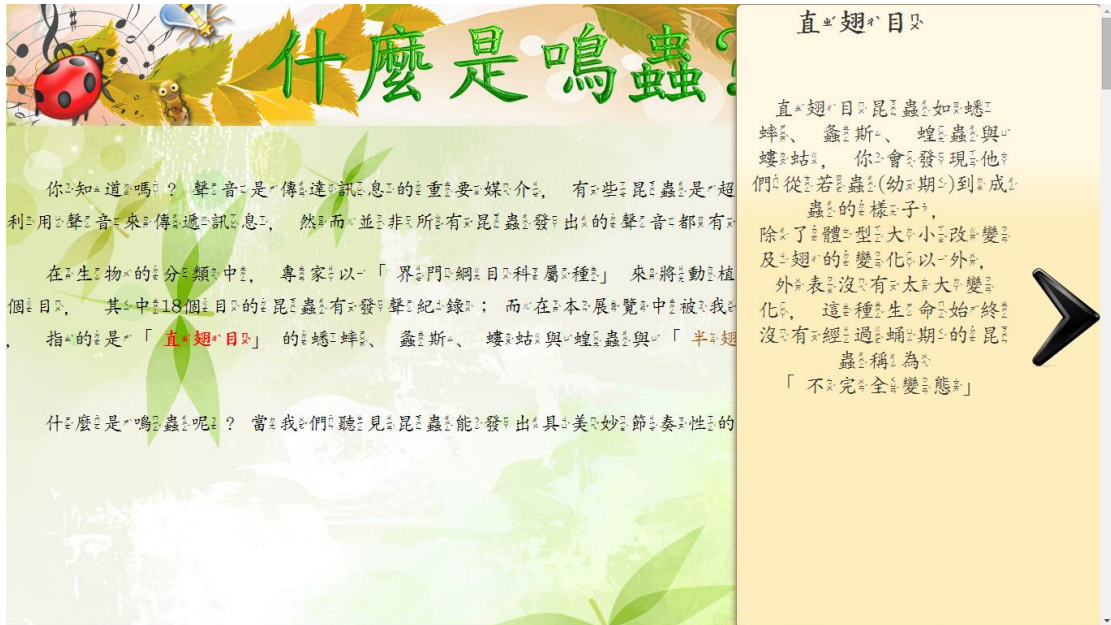 什麼是鳴蟲?
你知道嗎？聲音是傳達訊息的重要媒介，有些昆蟲是超
利用聲音來傳遞訊息，然而並非所有昆蟲發出的聲音都有
在生物的分類中，專家以「界門綱目科屬種」來將動植
個目，其中18個目的昆蟲有發聲紀錄；而在本展覽中被我
，指的是「直翅目」的蟋蟀、螽斯、螻蛄與蝗蟲與「半翅
什麼是鳴蟲呢？當我們聽見昆蟲能發出具美妙節奏性的
直翅目
直翅目昆蟲如蟋
蟀、螽斯、蝗蟲與
螻蛄，你會發現他
們從若蟲(幼期)到成
蟲的樣子，
除了體型大小改變
及翅的變化以外，
外表沒有太大變
化，這種生命始終
沒有經過蛹期的昆
蟲稱為
「不完全變態」